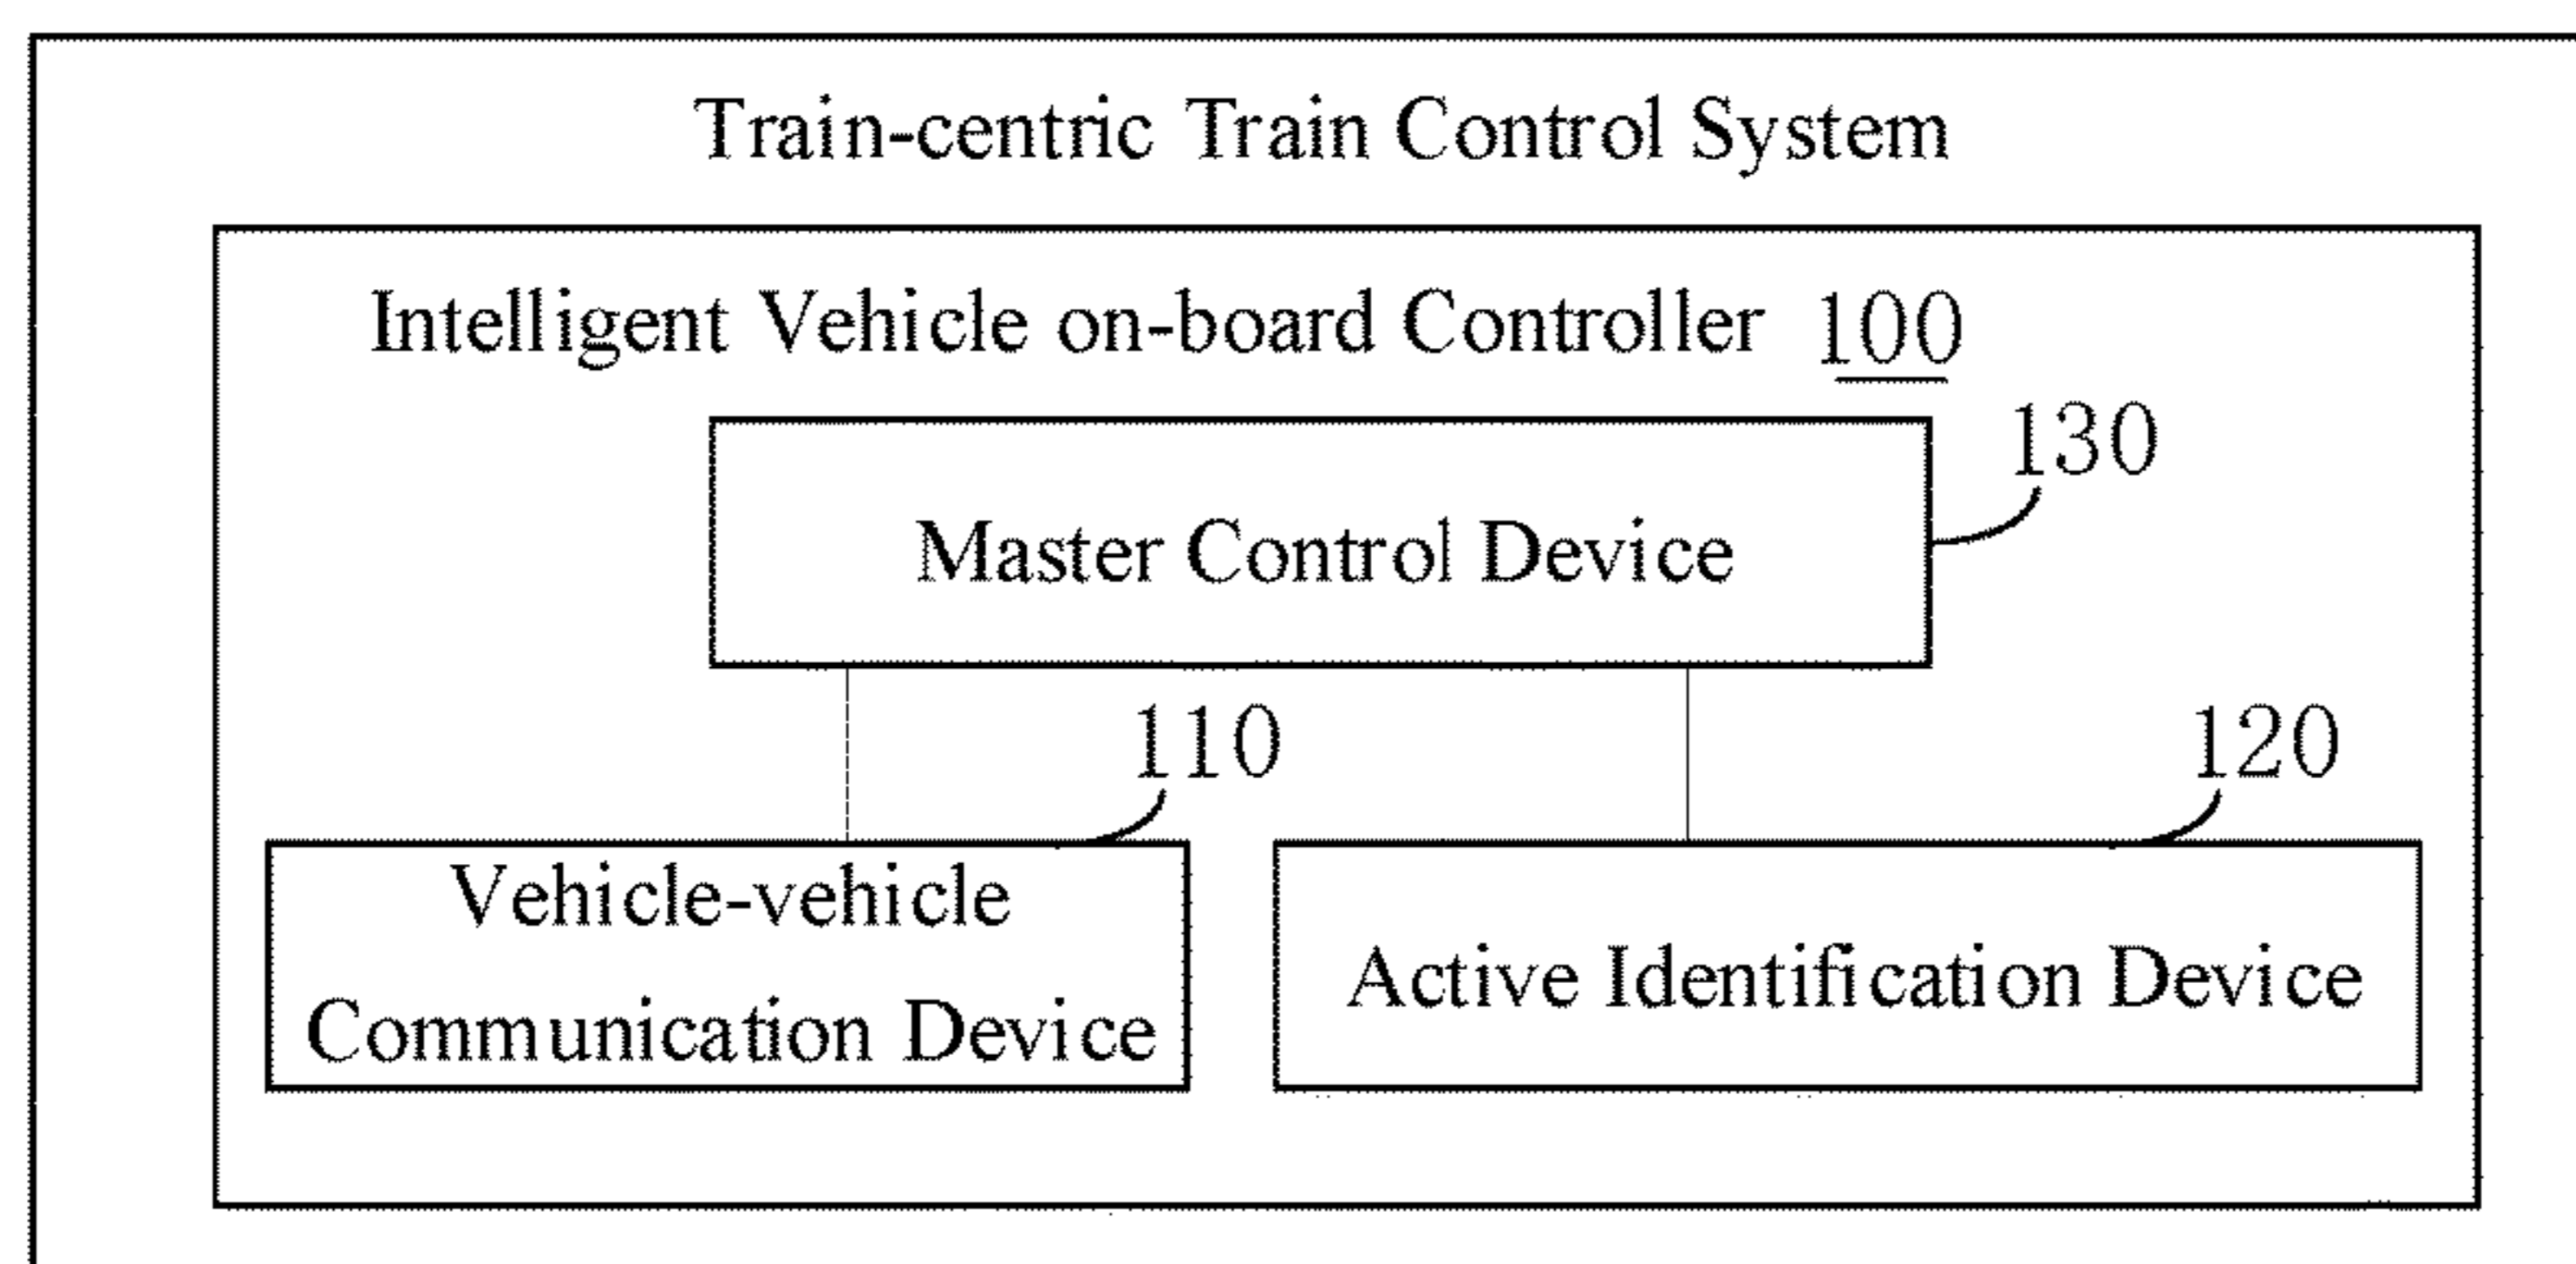 Train-centric Train Control System
Intelligent Vehicle on-board Controller 100
130
Master Control Device
110
120
Vehicle-vehicle
Communication Device
Active Identification Device